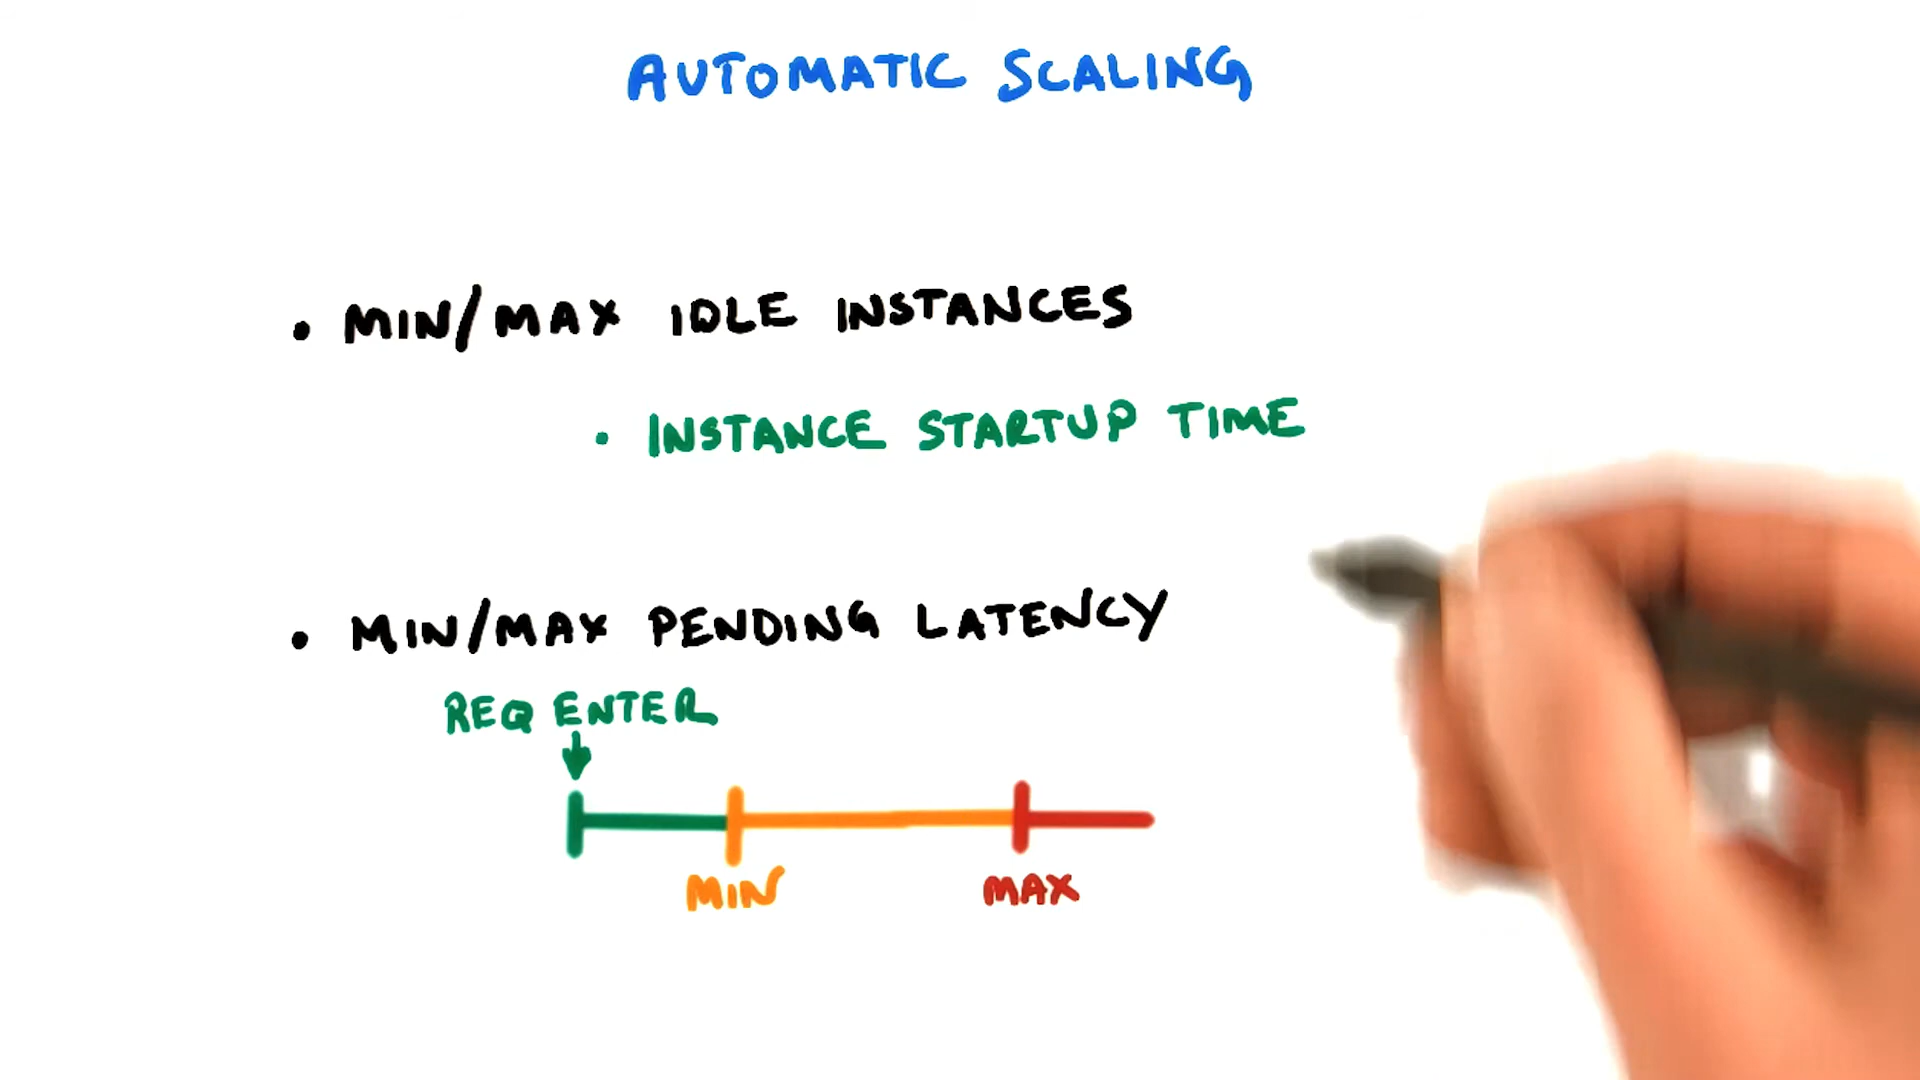 AUTOMATIC SCALING
• MIN/MAX IDLE INSTANCES
• INSTANCE STARTUP TIME
• MIN/MAX PENDING LATENCY
REQ ENTER
MIN
MAX